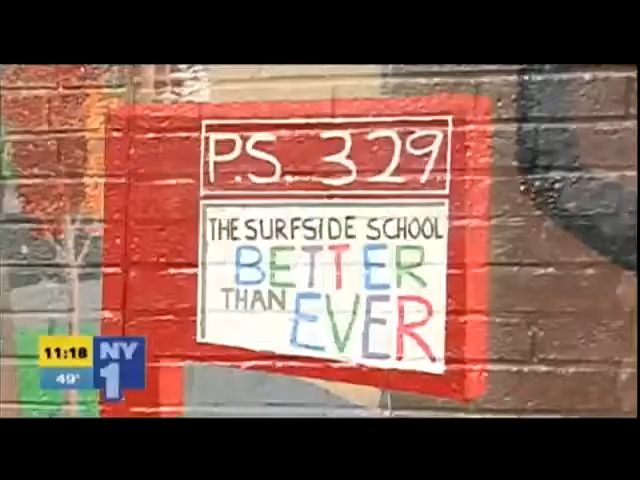 P.S. 329
THE SURFSIDE SCHOOL
BETTER
THAN EVER
11:18
49°
NY
1